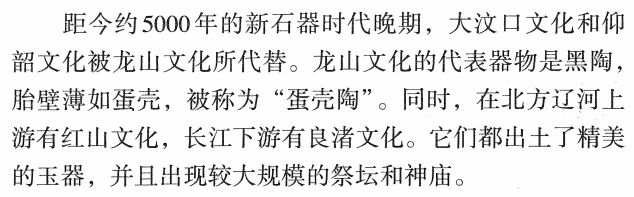 距今约5000年的新石器时代晚期，大汶口文化和仰
韶文化被龙山文化所代替。龙山文化的代表器物是黑陶，
胎壁薄如蛋壳，被称为“蛋壳陶”。同时，在北方辽河上
游有红山文化，长江下游有良渚文化。它们都出土了精美
的玉器，并且出现较大规模的祭坛和神庙。